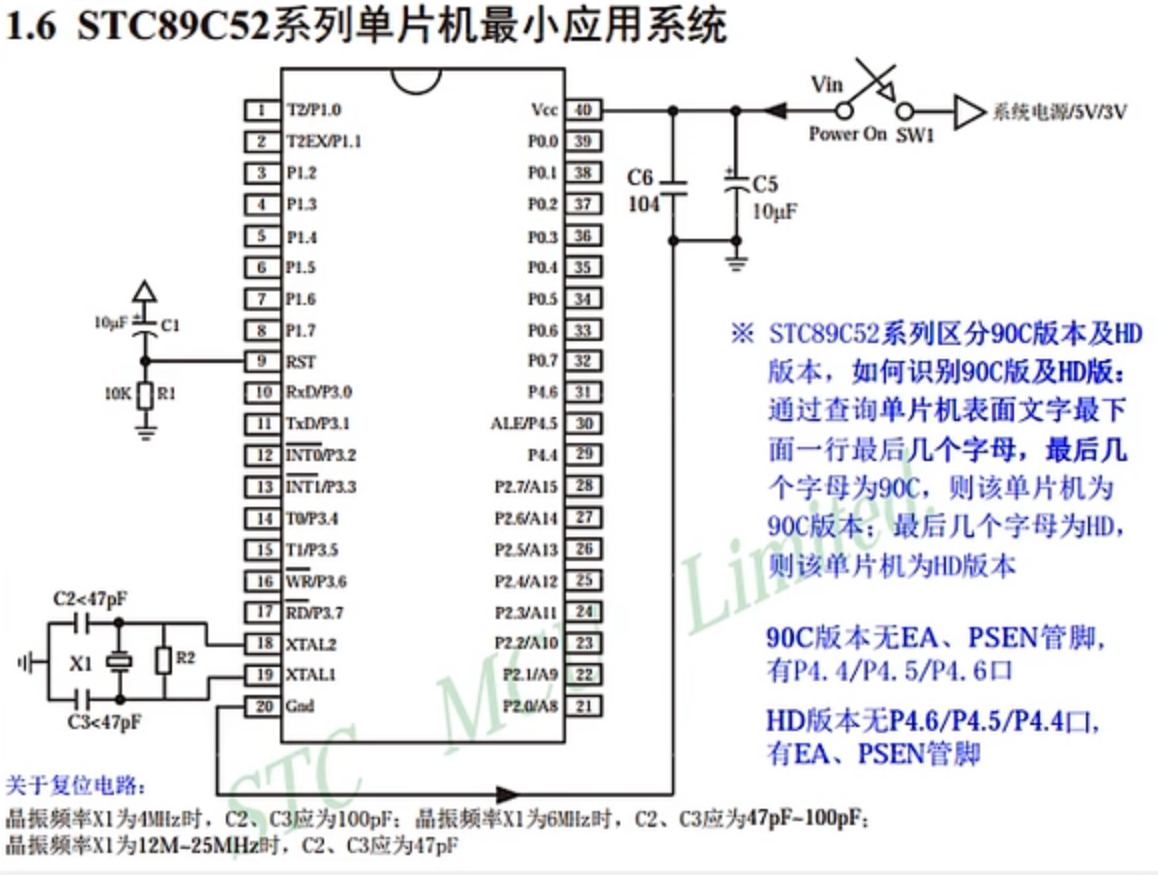 1.6 STC89C52系列单片机最小应用系统
1 T2/P1.0
2 T2EX/P1.1
3 P1.2
4 P1.3
5 P1.4
6 P1.5
7 P1.6
8 P1.7
9 RST
10 RxD/P3.0
11 TxD/P3.1
12 INT0/P3.2
13 INT1/P3.3
14 T0/P3.4
15 T1/P3.5
16 WR/P3.6
17 RD/P3.7
18 XTAL2
19 XTAL1
20 Gnd
Vcc 40
P0.0 39
P0.1 38
P0.2 37
P0.3 36
P0.4 35
P0.5 34
P0.6 33
P0.7 32
P4.6 31
ALE/P4.5 30
P4.4 29
P2.7/A15 28
P2.6/A14 27
P2.5/A13 26
P2.4/A12 25
P2.3/A11 24
P2.2/A10 23
P2.1/A9 22
P2.0/A8 21
10μF + C1
10K R1
C2<47pF
X1 R2
C3<47pF
Vin
Power On SW1
系统电源/5V/3V
C6
104
+ C5
10μF
※ STC89C52系列区分90C版本及HD
版本，如何识别90C版及HD版：
通过查询单片机表面文字最下
面一行最后几个字母，最后几
个字母为90C，则该单片机为
90C版本；最后几个字母为HD，
则该单片机为HD版本
90C版本无EA、PSEN管脚，
有P4.4/P4.5/P4.6口
HD版本无P4.6/P4.5/P4.4口，
有EA、PSEN管脚
STC MCU Limited.
关于复位电路：
晶振频率X1为4MHz时，C2、C3应为100pF；晶振频率X1为6MHz时，C2、C3应为47pF~100pF；
晶振频率X1为12M~25MHz时，C2、C3应为47pF